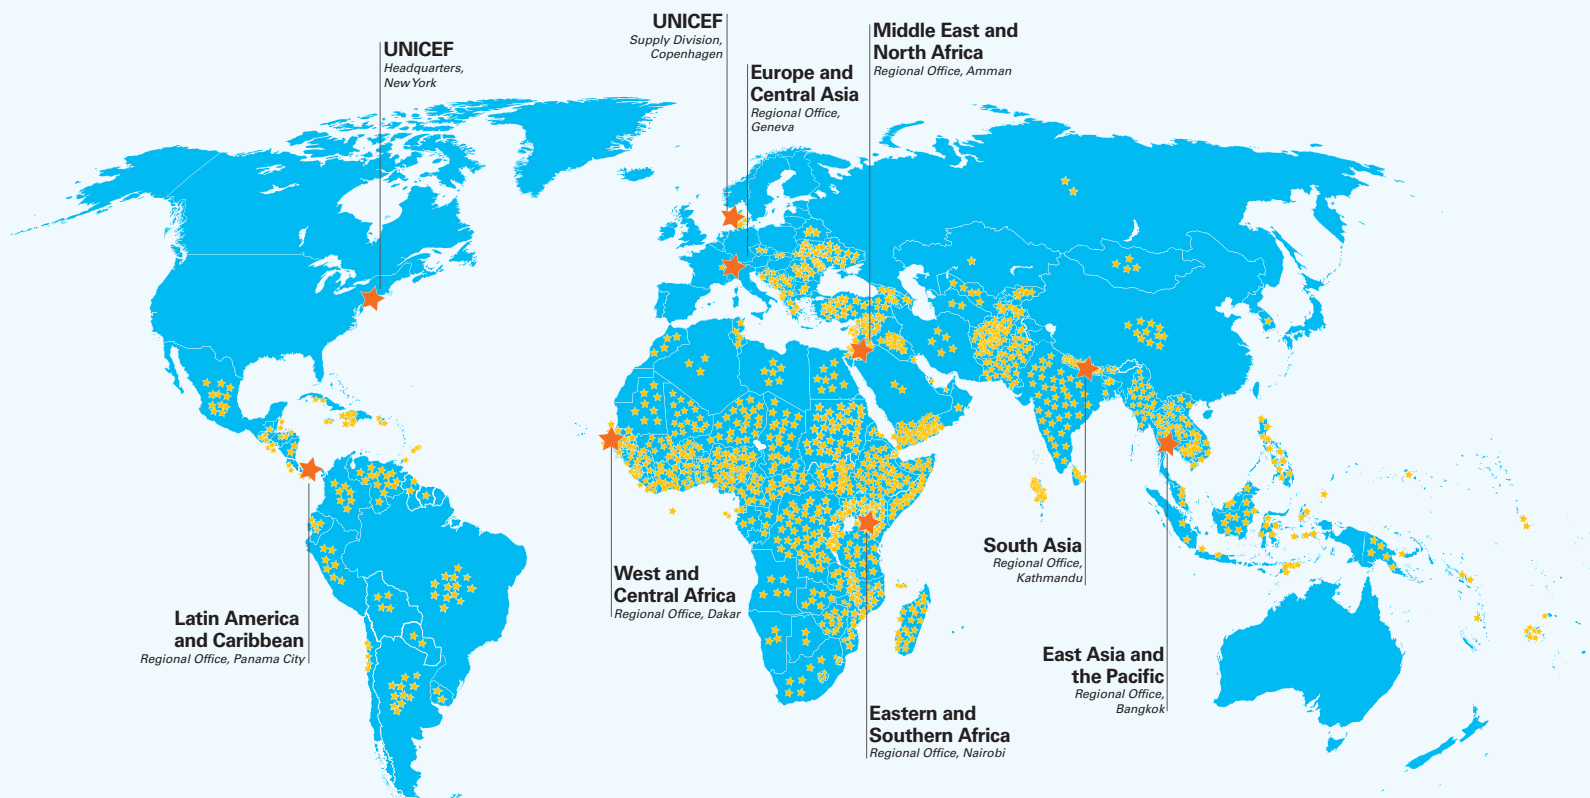 UNICEF
Headquarters,
New York
UNICEF
Supply Division,
Copenhagen
Europe and
Central Asia
Regional Office,
Geneva
Middle East and
North Africa
Regional Office, Amman
Latin America
and Caribbean
Regional Office, Panama City
West and
Central Africa
Regional Office, Dakar
Eastern and
Southern Africa
Regional Office, Nairobi
South Asia
Regional Office,
Kathmandu
East Asia and
the Pacific
Regional Office,
Bangkok